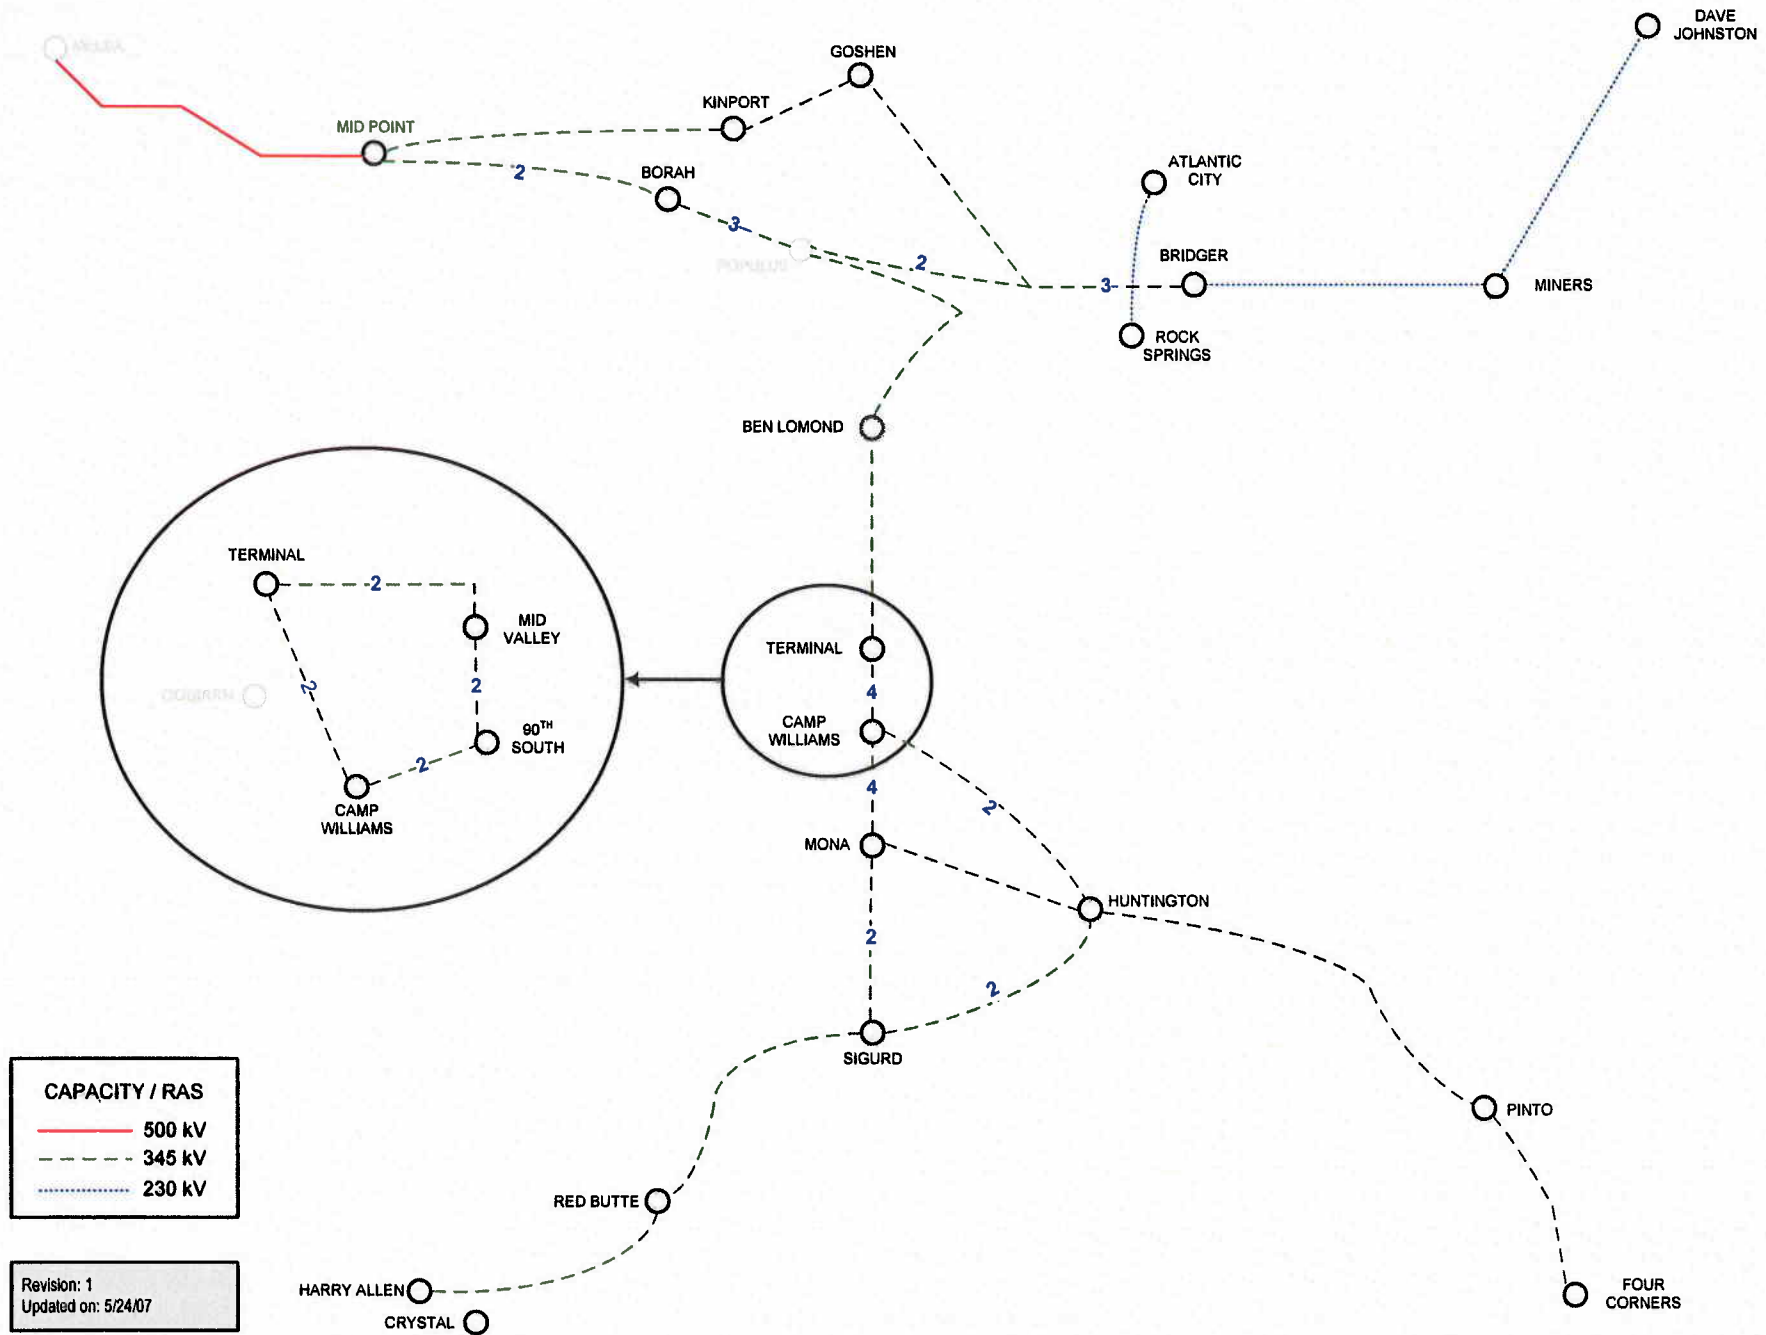 DAVE
JOHNSTON
GOSHEN
KINPORT
MID POINT
BORAH
2
3
POPULUS
2
ATLANTIC
CITY
BRIDGER
3
MINERS
ROCK
SPRINGS
BEN LOMOND
TERMINAL
2
MID
VALLEY
2
2
90TH
SOUTH
2
CAMP
WILLIAMS
TERMINAL
4
CAMP
WILLIAMS
4
2
MONA
HUNTINGTON
2
2
SIGURD
PINTO
RED BUTTE
HARRY ALLEN
CRYSTAL
FOUR
CORNERS
CAPACITY / RAS
500 kV
345 kV
230 kV
Revision: 1
Updated on: 5/24/07